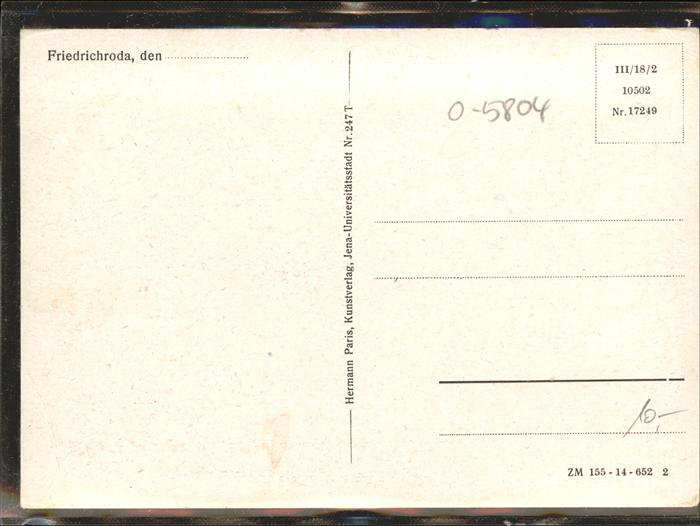 Friedrichroda, den
III/18/2
10502
Nr. 17249
O-5804
Hermann Paris, Kunstverlag, Jena-Universitätsstadt Nr. 247 T
10,-
ZM 155 - 14 - 652 2